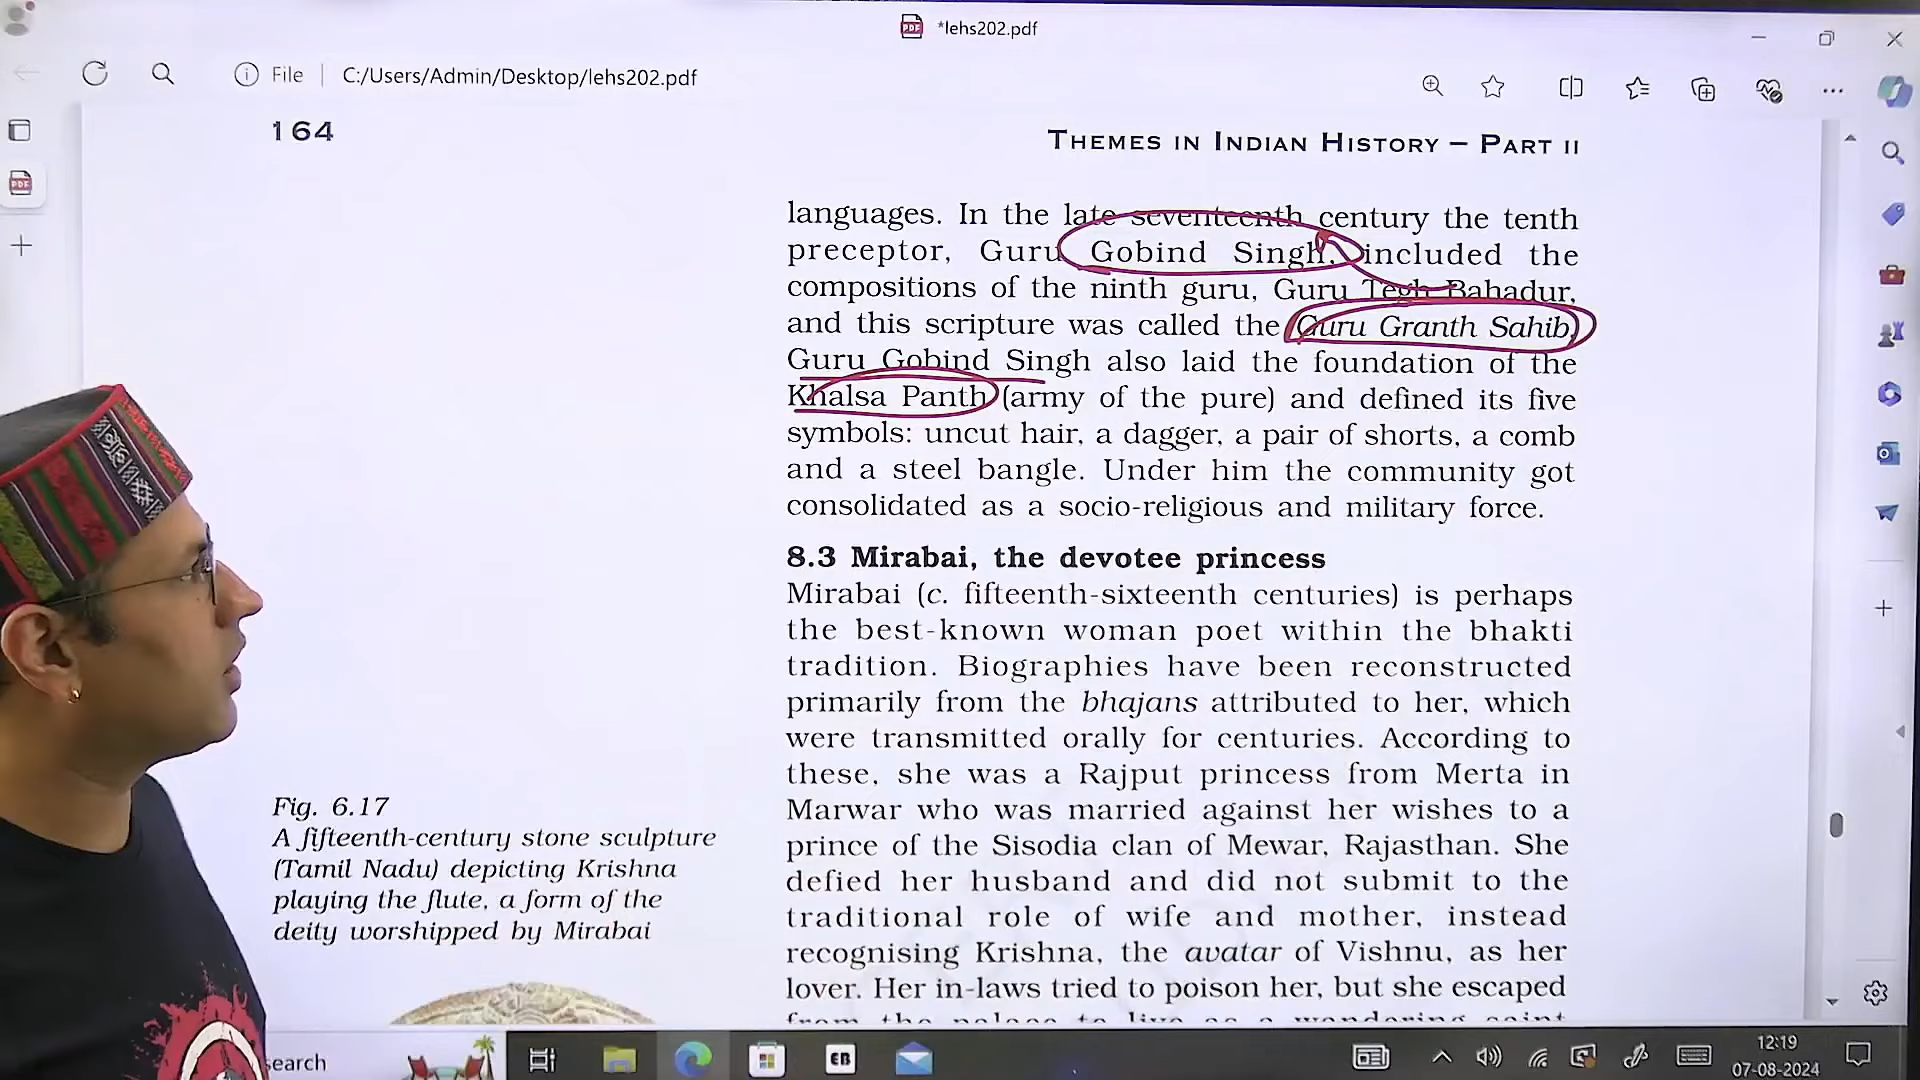 *lehs202.pdf
File C:/Users/Admin/Desktop/lehs202.pdf
164
THEMES IN INDIAN HISTORY – PART II
languages. In the late seventeenth century the tenth
preceptor, Guru Gobind Singh, included the
compositions of the ninth guru, Guru Tegh Bahadur,
and this scripture was called the Guru Granth Sahib.
Guru Gobind Singh also laid the foundation of the
Khalsa Panth (army of the pure) and defined its five
symbols: uncut hair, a dagger, a pair of shorts, a comb
and a steel bangle. Under him the community got
consolidated as a socio-religious and military force.
8.3 Mirabai, the devotee princess
Mirabai (c. fifteenth-sixteenth centuries) is perhaps
the best-known woman poet within the bhakti
tradition. Biographies have been reconstructed
primarily from the bhajans attributed to her, which
were transmitted orally for centuries. According to
these, she was a Rajput princess from Merta in
Marwar who was married against her wishes to a
prince of the Sisodia clan of Mewar, Rajasthan. She
defied her husband and did not submit to the
traditional role of wife and mother, instead
recognising Krishna, the avatar of Vishnu, as her
lover. Her in-laws tried to poison her, but she escaped
from the palace to live as a wandering saint
Fig. 6.17
A fifteenth-century stone sculpture
(Tamil Nadu) depicting Krishna
playing the flute, a form of the
deity worshipped by Mirabai
search
EB
12:19
07-08-2024